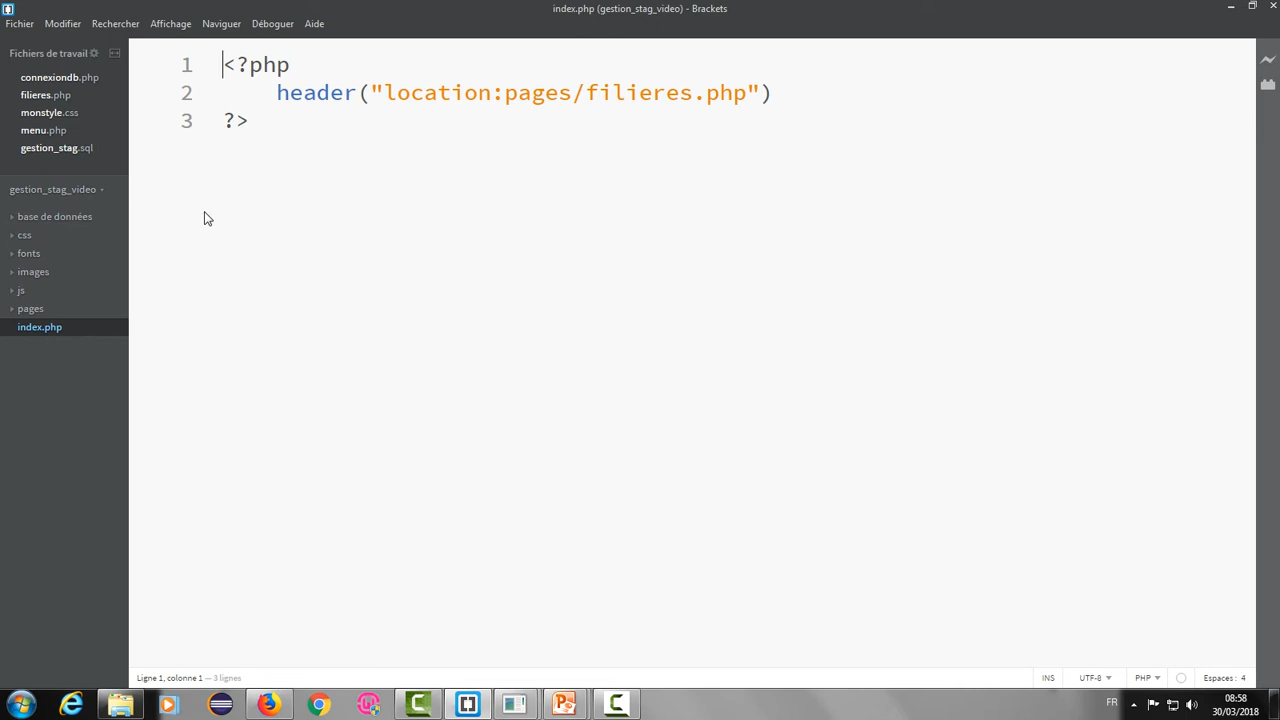 index.php (gestion_stag_video) - Brackets
Fichier Modifier Rechercher Affichage Naviguer Déboguer Aide
Fichiers de travail
connexiondb.php
filieres.php
monstyle.css
menu.php
gestion_stag.sql
gestion_stag_video
base de données
css
fonts
images
js
pages
index.php
1 <?php
2 header("location:pages/filieres.php")
3 ?>
Ligne 1, colonne 1 — 3 lignes
INS UTF-8 PHP Espaces : 4
FR
08:58
30/03/2018